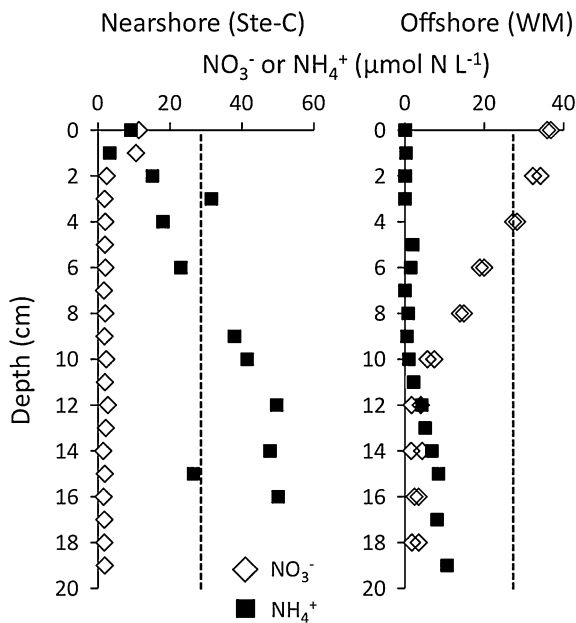 Nearshore (Ste-C) Offshore (WM)
NO₃⁻ or NH₄⁺ (µmol N L⁻¹)
0 20 40 60 0 20 40
0 0
2 2
4 4
6 6
8 8
10 10
12 12
14 14
16 16
18 18
20 20
Depth (cm)
NO₃⁻
NH₄⁺